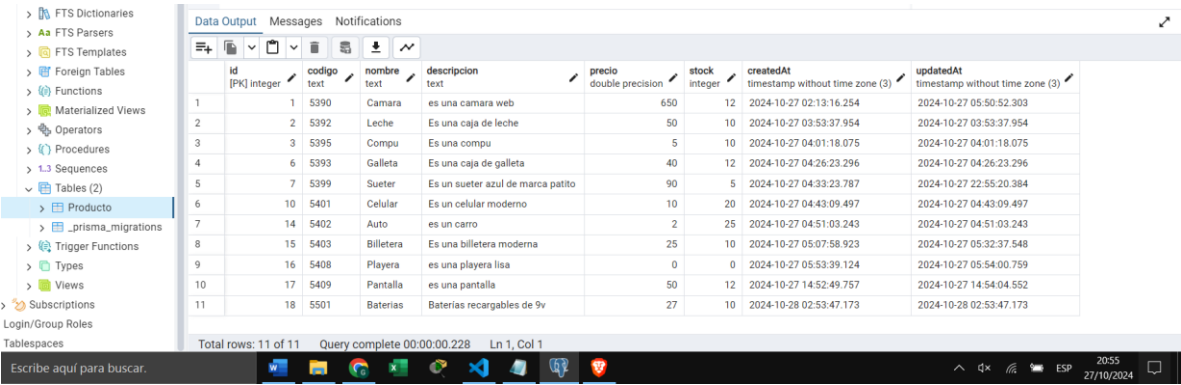 FTS Dictionaries
FTS Parsers
FTS Templates
Foreign Tables
Functions
Materialized Views
Operators
Procedures
Sequences
Tables (2)
Producto
_prisma_migrations
Trigger Functions
Types
Views
Subscriptions
Login/Group Roles
Tablespaces
Data Output Messages Notifications
id codigo nombre descripcion precio stock createdAt updatedAt
[PK] integer text text text double precision integer timestamp without time zone (3) timestamp without time zone (3)
1 1 5390 Camara es una camara web 650 12 2024-10-27 02:13:16.254 2024-10-27 05:50:52.303
2 2 5392 Leche Es una caja de leche 50 10 2024-10-27 03:53:37.954 2024-10-27 03:53:37.954
3 3 5395 Compu Es una compu 5 10 2024-10-27 04:01:18.075 2024-10-27 04:01:18.075
4 6 5393 Galleta Es una caja de galleta 40 12 2024-10-27 04:26:23.296 2024-10-27 04:26:23.296
5 7 5399 Sueter Es un sueter azul de marca patito 90 5 2024-10-27 04:33:23.787 2024-10-27 22:55:20.384
6 10 5401 Celular Es un celular moderno 10 20 2024-10-27 04:43:09.497 2024-10-27 04:43:09.497
7 14 5402 Auto es un carro 2 25 2024-10-27 04:51:03.243 2024-10-27 04:51:03.243
8 15 5403 Billetera Es una billetera moderna 25 10 2024-10-27 05:07:58.923 2024-10-27 05:32:37.548
9 16 5408 Playera es una playera lisa 0 0 2024-10-27 05:53:39.124 2024-10-27 05:54:00.759
10 17 5409 Pantalla es una pantalla 50 12 2024-10-27 14:52:49.757 2024-10-27 14:54:04.552
11 18 5501 Baterias Baterías recargables de 9v 27 10 2024-10-28 02:53:47.173 2024-10-28 02:53:47.173
Total rows: 11 of 11 Query complete 00:00:00.228 Ln 1, Col 1
Escribe aquí para buscar. ESP 20:55
27/10/2024